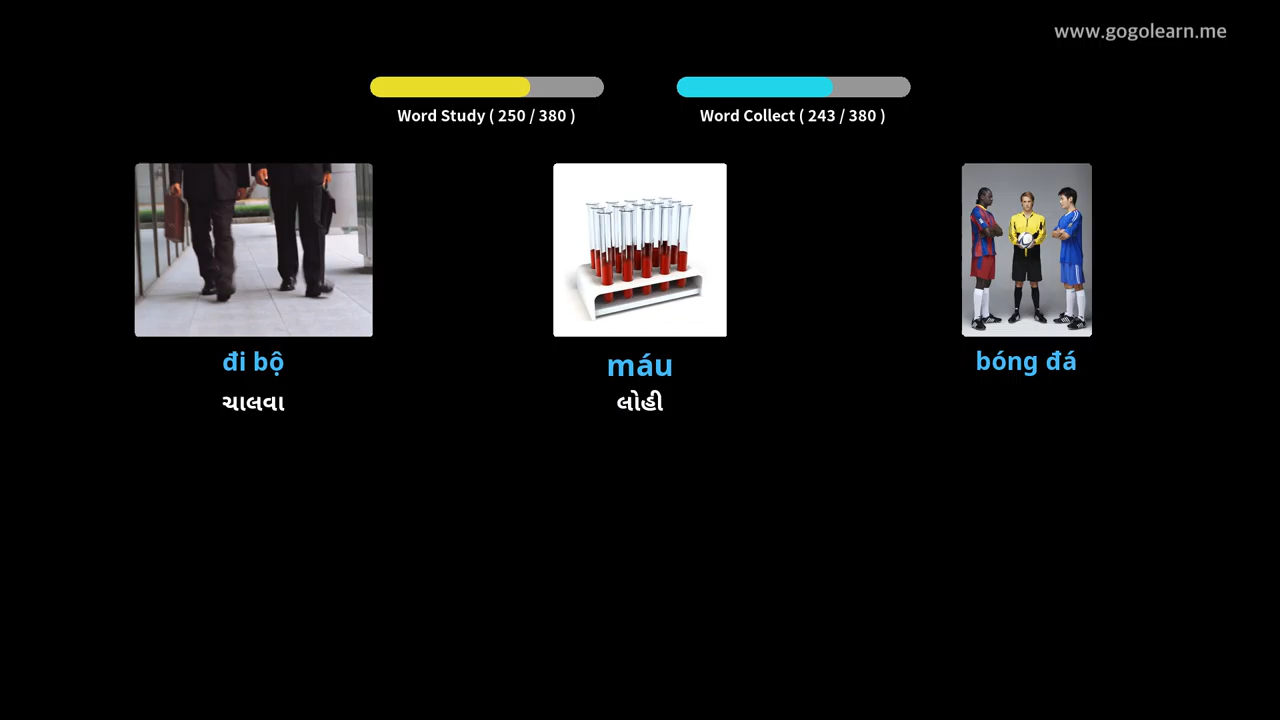 www.gogolearn.me
Word Study ( 250 / 380 )
Word Collect ( 243 / 380 )
đi bộ
máu
bóng đá
ચાલવા
લોહી